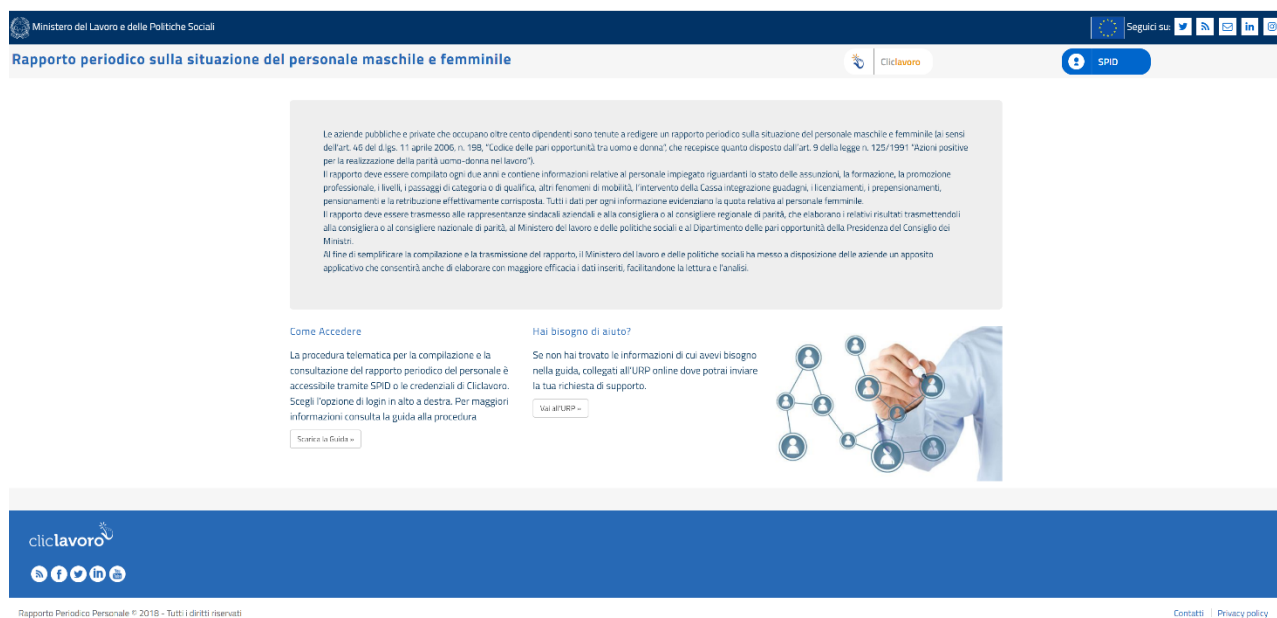 Ministero del Lavoro e delle Politiche Sociali
Seguici su:
Rapporto periodico sulla situazione del personale maschile e femminile
Cliclavoro
SPID
Le aziende pubbliche e private che occupano oltre cento dipendenti sono tenute a redigere un rapporto periodico sulla situazione del personale maschile e femminile (ai sensi
dell'art. 46 del d.lgs. 11 aprile 2006, n. 198, "Codice delle pari opportunità tra uomo e donna", che recepisce quanto disposto dall'art. 9 della legge n. 125/1991 "Azioni positive
per la realizzazione della parità uomo-donna nel lavoro").
Il rapporto deve essere compilato ogni due anni e contiene informazioni relative al personale impiegato riguardanti lo stato delle assunzioni, la formazione, la promozione
professionale, i livelli, i passaggi di categoria o di qualifica, altri fenomeni di mobilità, l'intervento della Cassa integrazione guadagni, i licenziamenti, i prepensionamenti,
pensionamenti e la retribuzione effettivamente corrisposta. Tutti i dati per ogni informazione evidenziano la quota relativa al personale femminile.
Il rapporto deve essere trasmesso alle rappresentanze sindacali aziendali e alla consigliera o al consigliere regionale di parità, che elaborano i relativi risultati trasmettendoli
alla consigliera o al consigliere nazionale di parità, al Ministero del lavoro e delle politiche sociali e al Dipartimento delle pari opportunità della Presidenza del Consiglio dei
Ministri.
Al fine di semplificare la compilazione e la trasmissione del rapporto, il Ministero del lavoro e delle politiche sociali ha messo a disposizione delle aziende un apposito
applicativo che consentirà anche di elaborare con maggiore efficacia i dati inseriti, facilitandone la lettura e l'analisi.
Come Accedere
La procedura telematica per la compilazione e la
consultazione del rapporto periodico del personale è
accessibile tramite SPID o le credenziali di Cliclavoro.
Scegli l'opzione di login in alto a destra. Per maggiori
informazioni consulta la guida alla procedura
Scarica la Guida »
Hai bisogno di aiuto?
Se non hai trovato le informazioni di cui avevi bisogno
nella guida, collegati all'URP online dove potrai inviare
la tua richiesta di supporto.
Vai all'URP »
cliclavoro
Rapporto Periodico Personale © 2018 - Tutti i diritti riservati
Contatti | Privacy policy